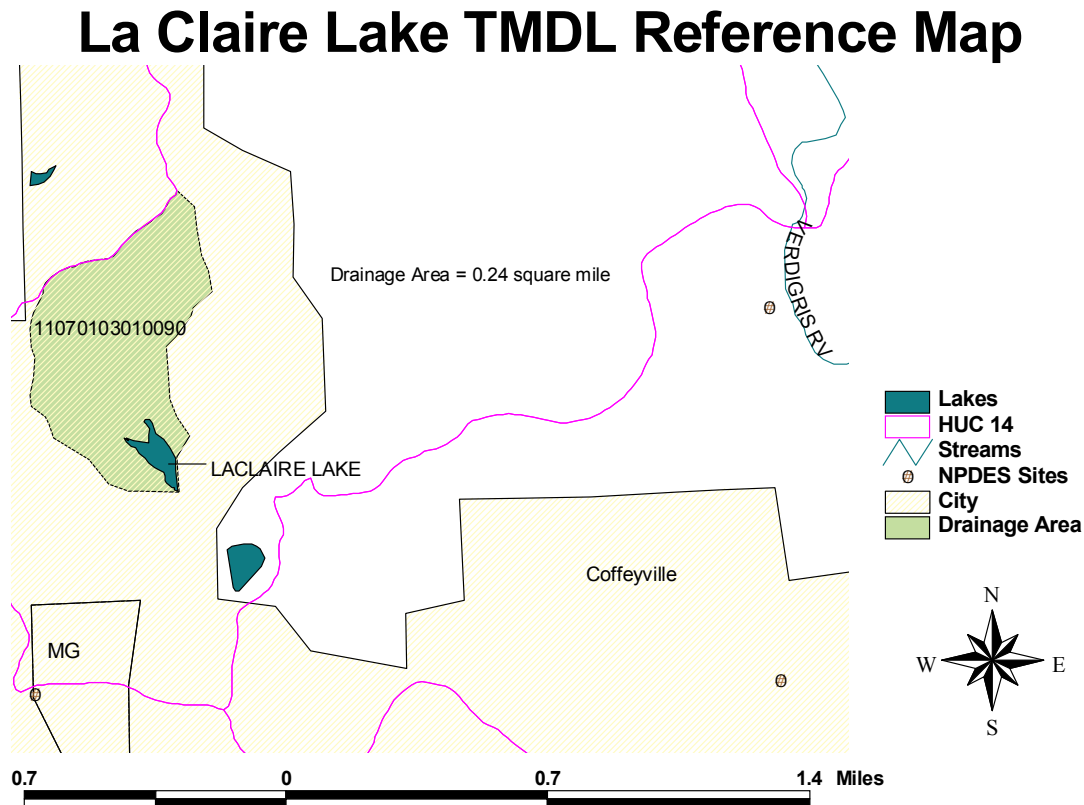 La Claire Lake TMDL Reference Map
Drainage Area = 0.24 square mile
VERDIGRIS RV
11070103010090
LACLAIRE LAKE
Coffeyville
MG
Lakes
HUC 14
Streams
NPDES Sites
City
Drainage Area
N
W E
S
0.7 0 0.7 1.4 Miles